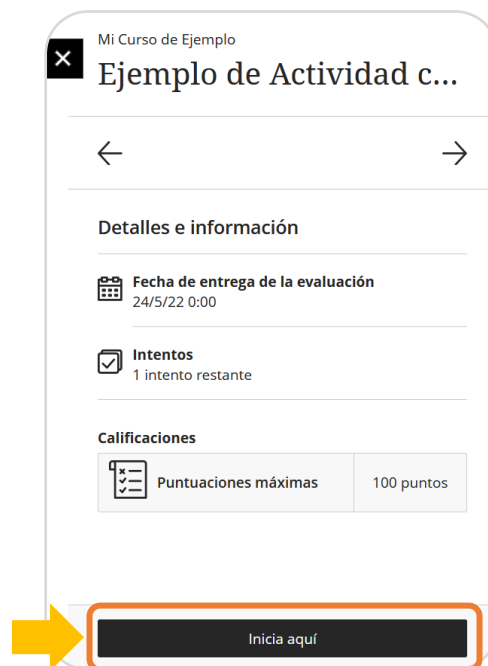 Mi Curso de Ejemplo
Ejemplo de Actividad c...
Detalles e información
Fecha de entrega de la evaluación
24/5/22 0:00
Intentos
1 intento restante
Calificaciones
Puntuaciones máximas 100 puntos
Inicia aquí